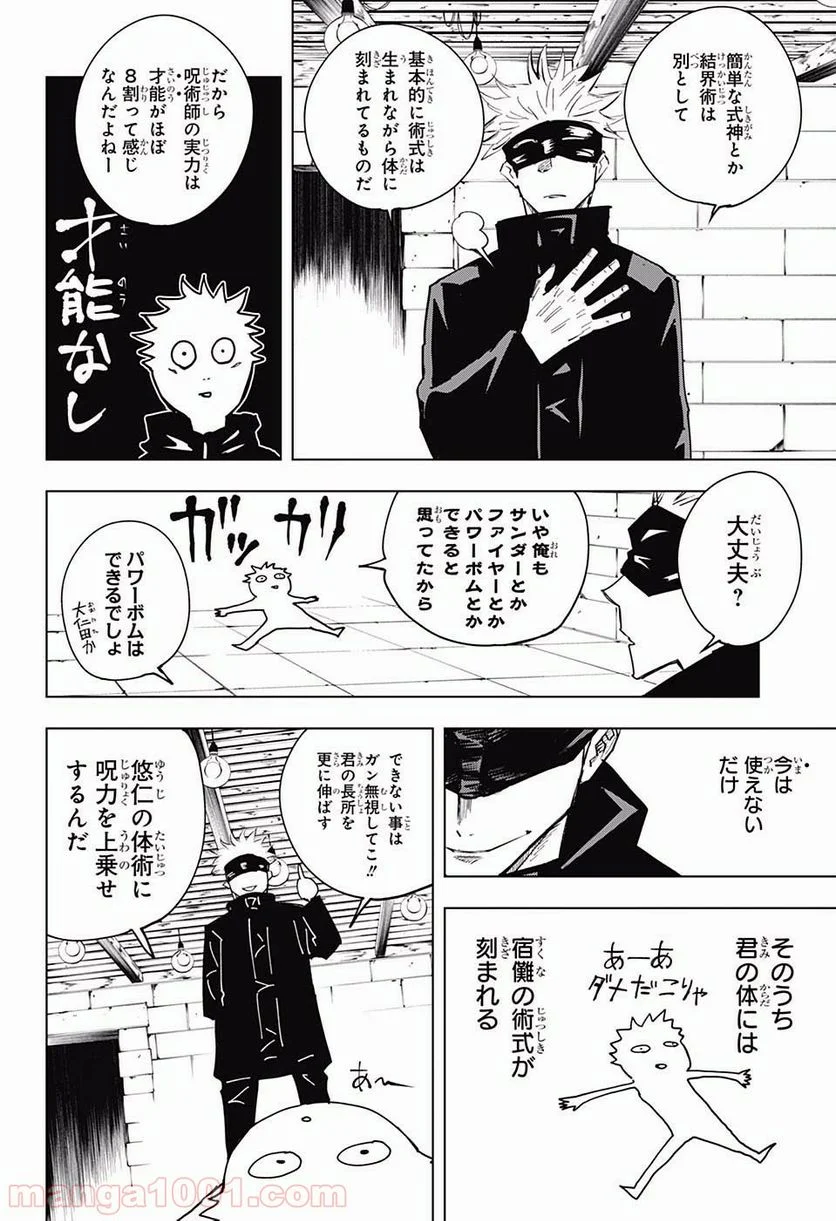 簡単な式神とか
結界術は
別として
基本的に術式は
生まれながら体に
刻まれてるものだ
だから
呪術師の実力は
才能がほぼ
8割って感じ
なんだよねー
才能なし
大丈夫?
いや俺も
サンダーとか
ファイヤーとか
パワーボムとか
できると
思ってたから
ガッガリ
パワーボムは
できるでしょ
大仁田か
今は
使えない
だけ
そのうち
君の体には
宿儺の術式が
刻まれる
あーあ
ダメだこりゃ
できない事は
ガン無視してこ!!
君の長所を
更に伸ばす
悠仁の体術に
呪力を上乗せ
するんだ
あ〜
manga1001.com